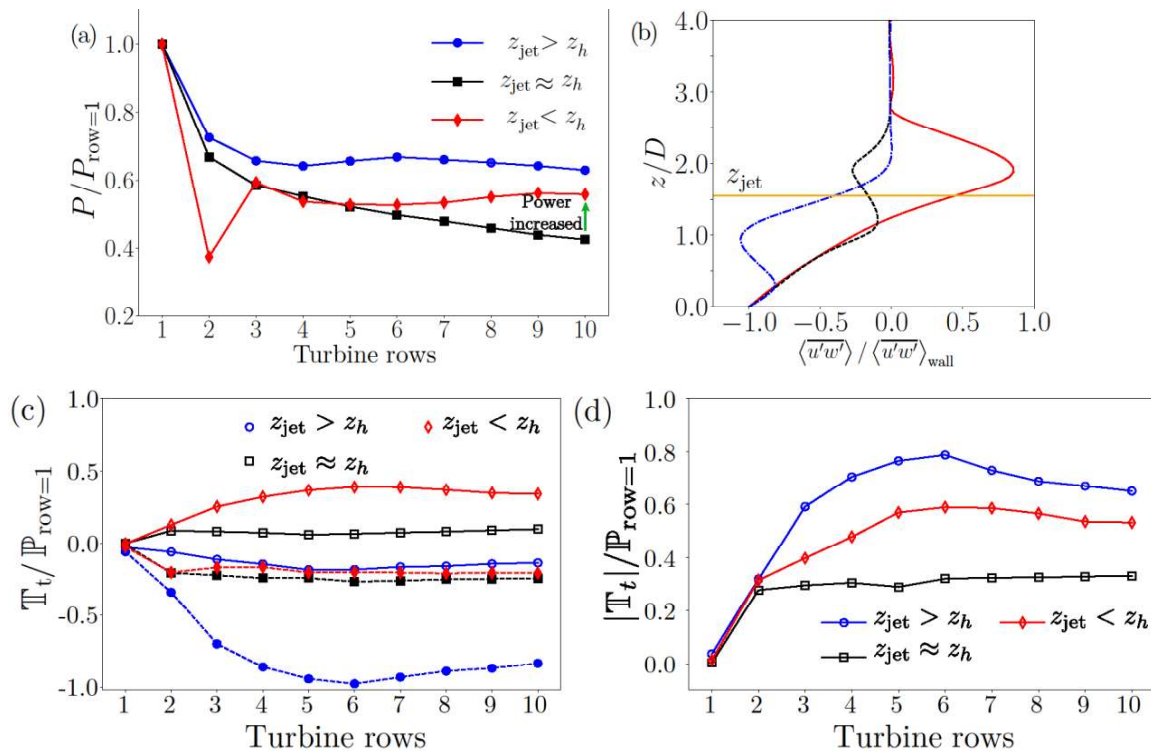 (a)
P/P_row=1
1.0
0.8
0.6
0.4
0.2
z_jet > z_h
z_jet ≈ z_h
z_jet < z_h
Power
increased
1 2 3 4 5 6 7 8 9 10
Turbine rows
(b)
z/D
4.0
3.0
2.0
1.0
0.0
z_jet
−1.0 −0.5 0.0 0.5 1.0
⟨u′w′⟩ / ⟨u′w′⟩_wall
(c)
𝕋_t/ℙ_row=1
1.0
0.5
0.0
-0.5
-1.0
z_jet > z_h z_jet < z_h
z_jet ≈ z_h
1 2 3 4 5 6 7 8 9 10
Turbine rows
(d)
|𝕋_t|/ℙ_row=1
1.0
0.8
0.6
0.4
0.2
0.0
z_jet > z_h z_jet < z_h
z_jet ≈ z_h
1 2 3 4 5 6 7 8 9 10
Turbine rows